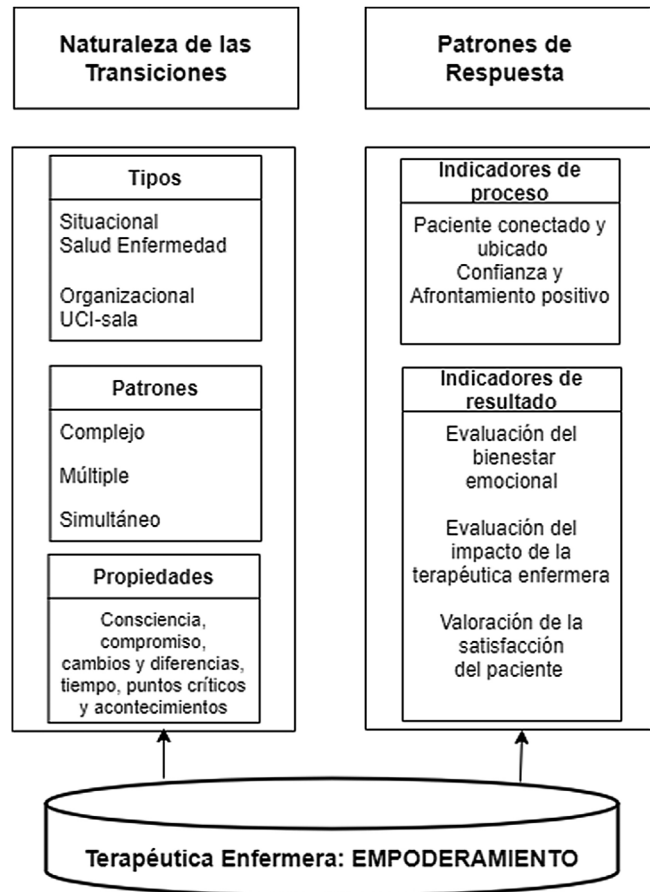 Naturaleza de las
Transiciones
Tipos
Situacional
Salud Enfermedad
Organizacional
UCI-sala
Patrones
Complejo
Múltiple
Simultáneo
Propiedades
Consciencia,
compromiso,
cambios y diferencias,
tiempo, puntos críticos
y acontecimientos
Patrones de
Respuesta
Indicadores de
proceso
Paciente conectado y
ubicado
Confianza y
Afrontamiento positivo
Indicadores de
resultado
Evaluación del
bienestar
emocional
Evaluación del
impacto de la
terapéutica enfermera
Valoración de la
satisfacción
del paciente
Terapéutica Enfermera: EMPODERAMIENTO